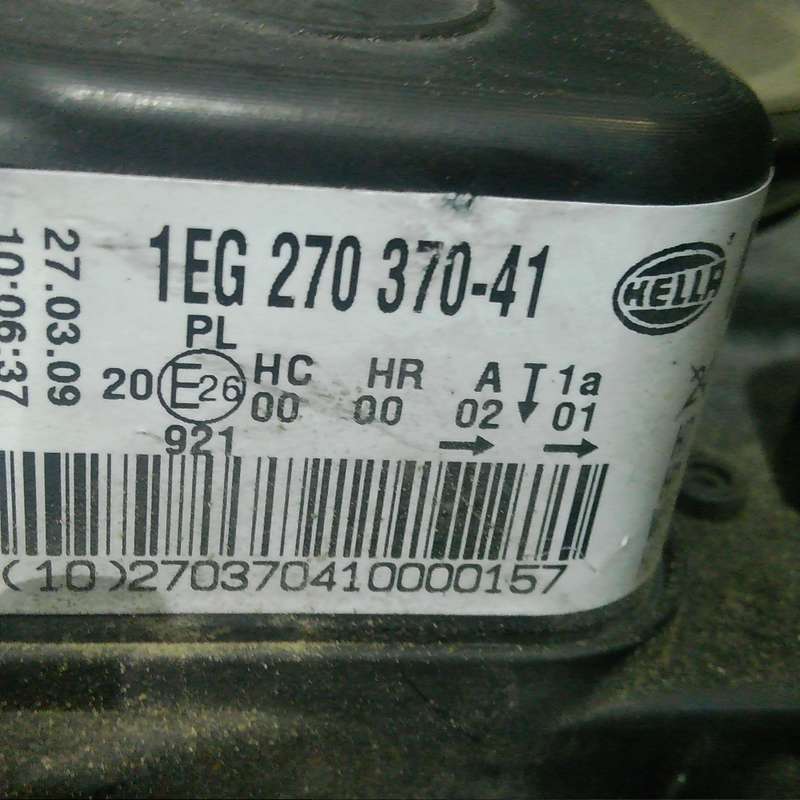 1EG 270 370-41
HELLA
27.03.09
10:06:37
PL
20 E26 HC HR A 1a
00 00 02 01
921
(10)270370410000157